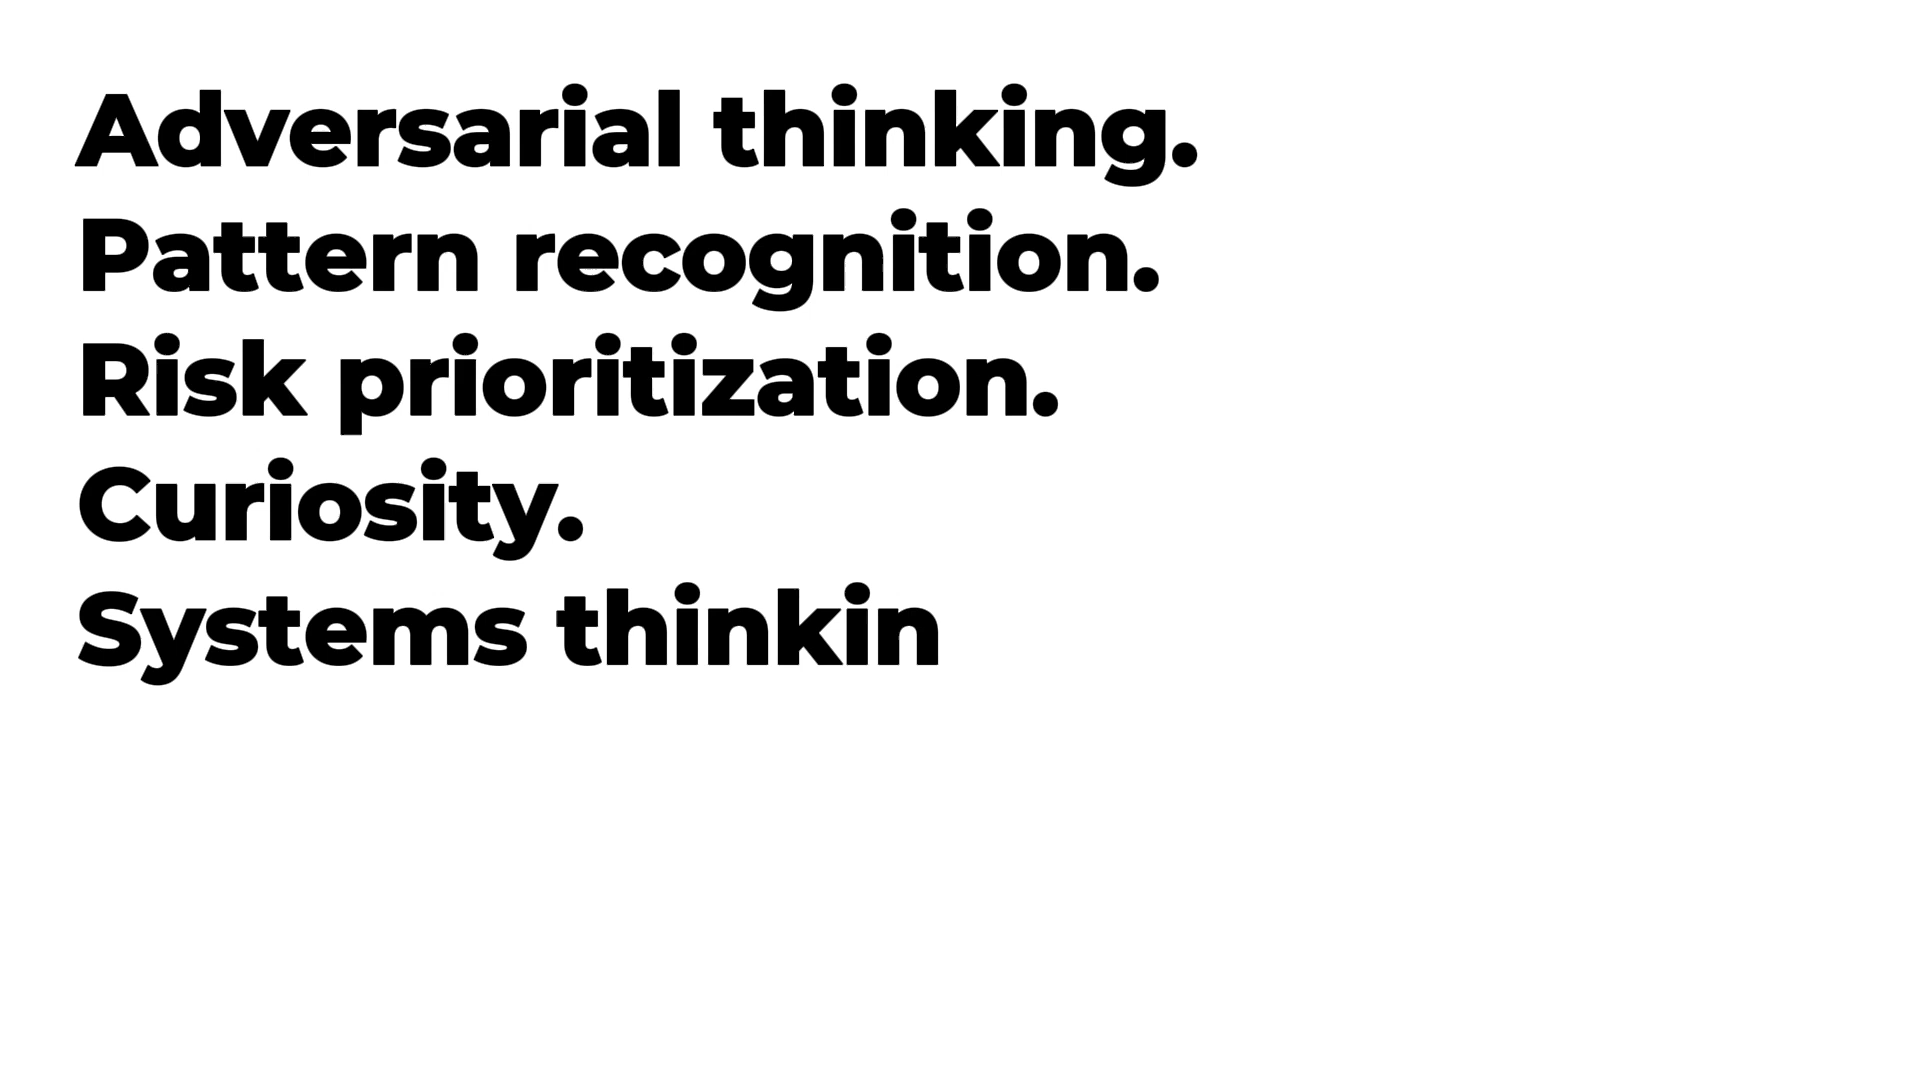 Adversarial thinking.
Pattern recognition.
Risk prioritization.
Curiosity.
Systems thinkin